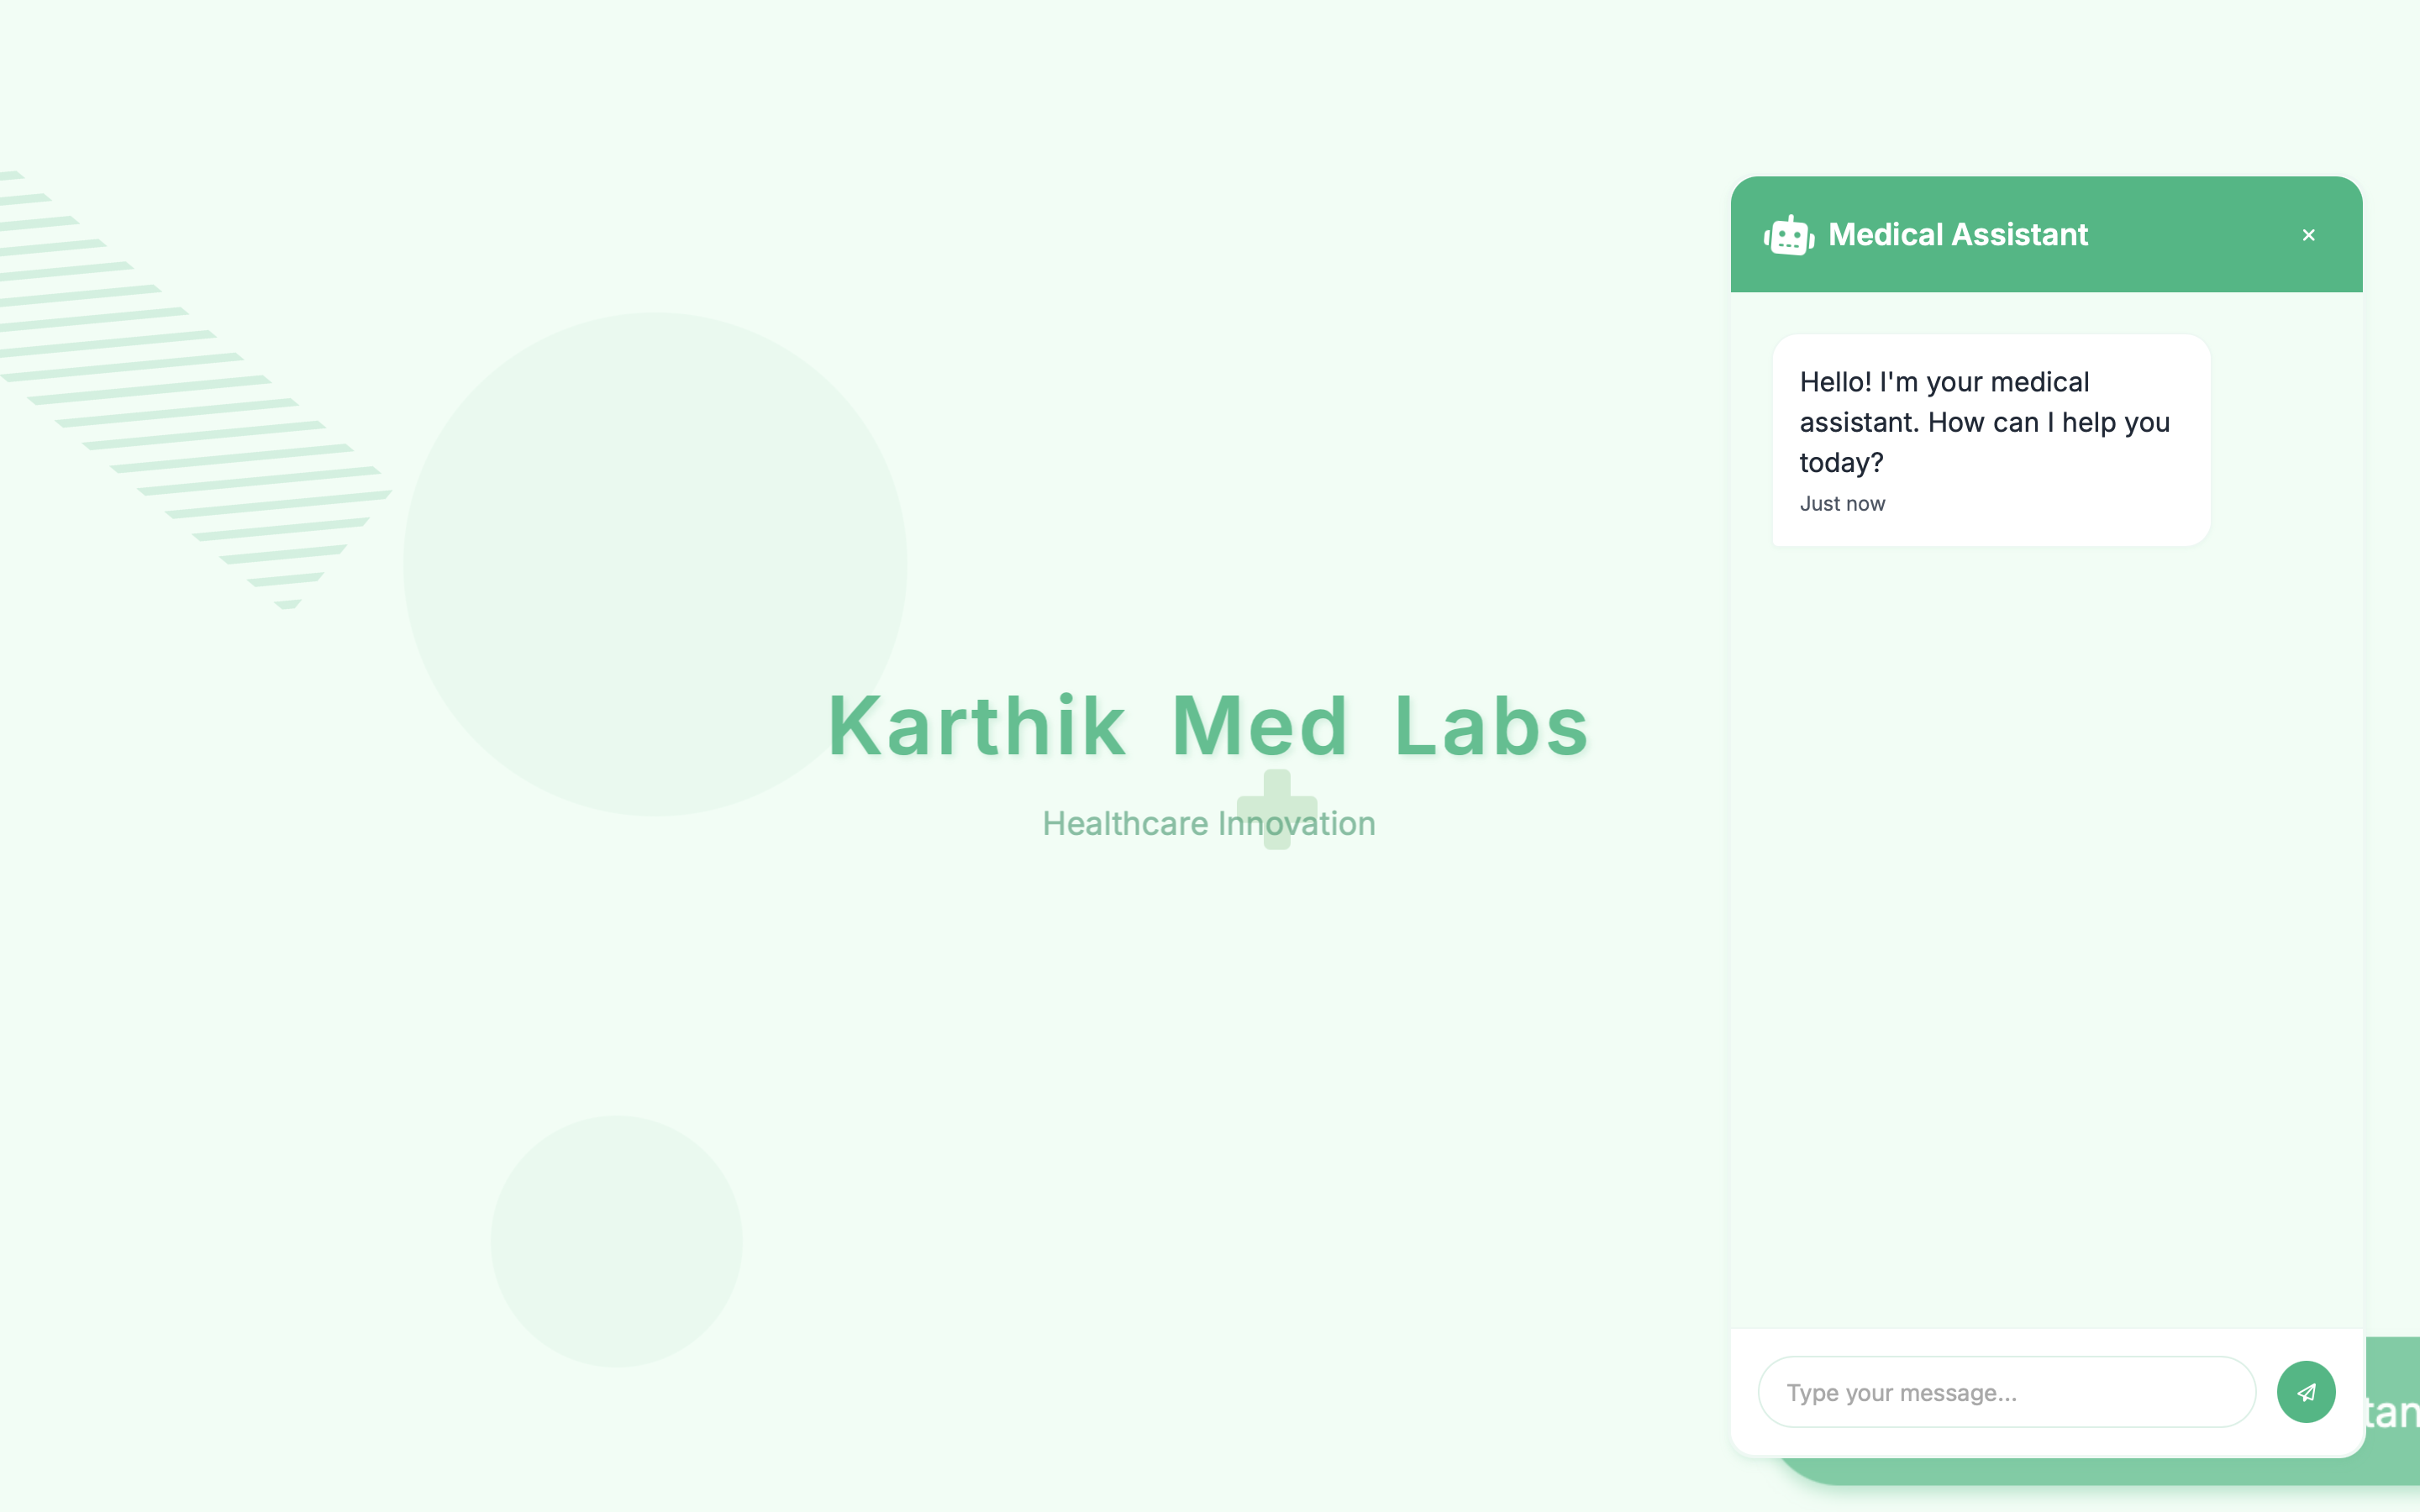 Medical Assistant
Hello! I'm your medical
assistant. How can I help you
today?
Just now
Karthik Med Labs
Healthcare Innovation
Type your message...
tan